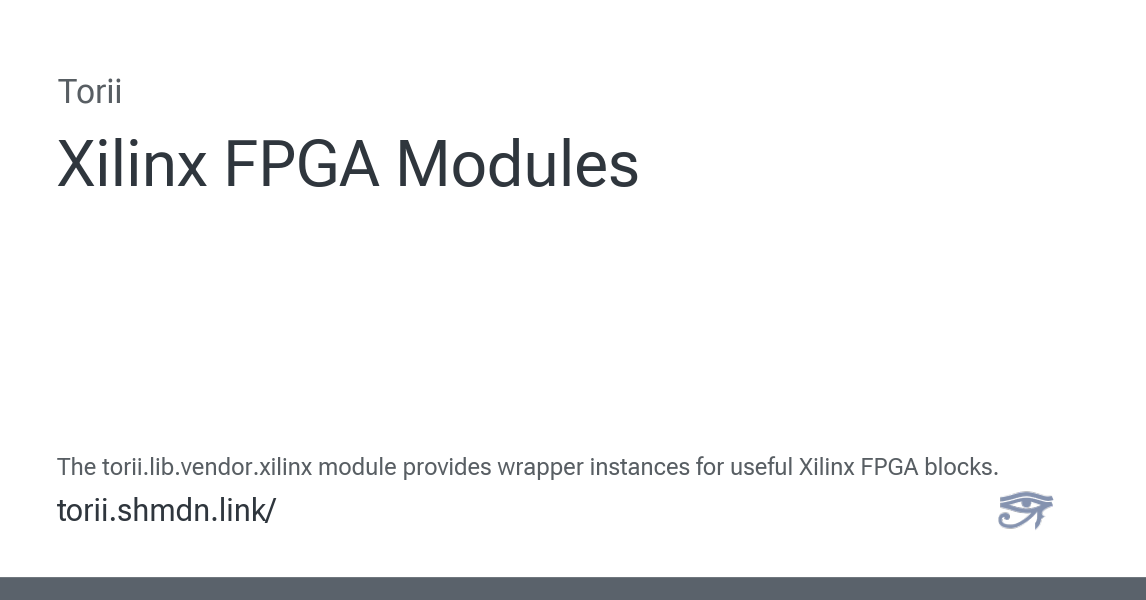 Torii
Xilinx FPGA Modules
The torii.lib.vendor.xilinx module provides wrapper instances for useful Xilinx FPGA blocks.
torii.shmdn.link/